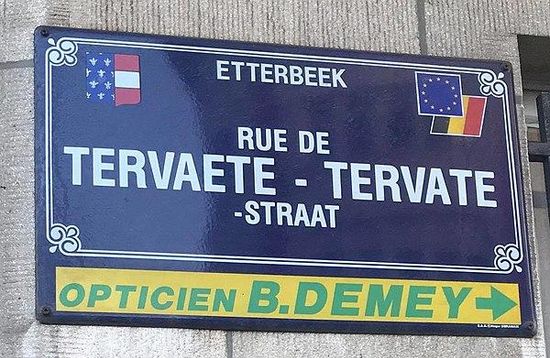 ETTERBEEK
RUE DE
TERVAETE - TERVATE
-STRAAT
OPTICIEN B.DEMEY